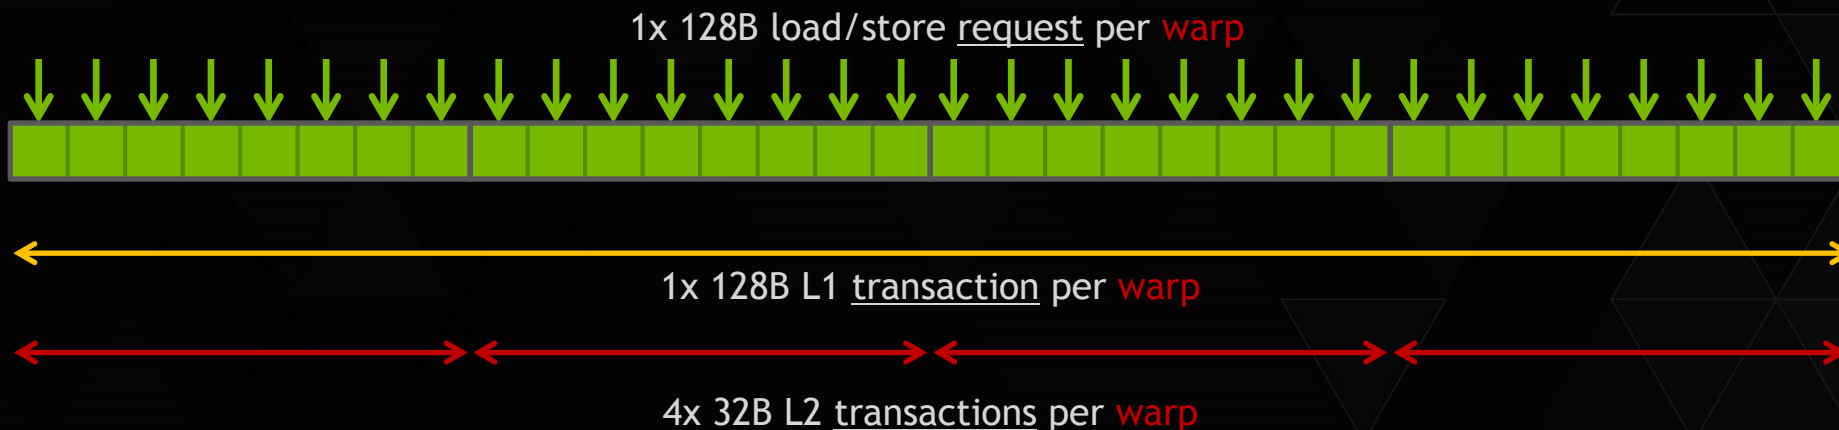 1x 128B load/store request per warp
1x 128B L1 transaction per warp
4x 32B L2 transactions per warp